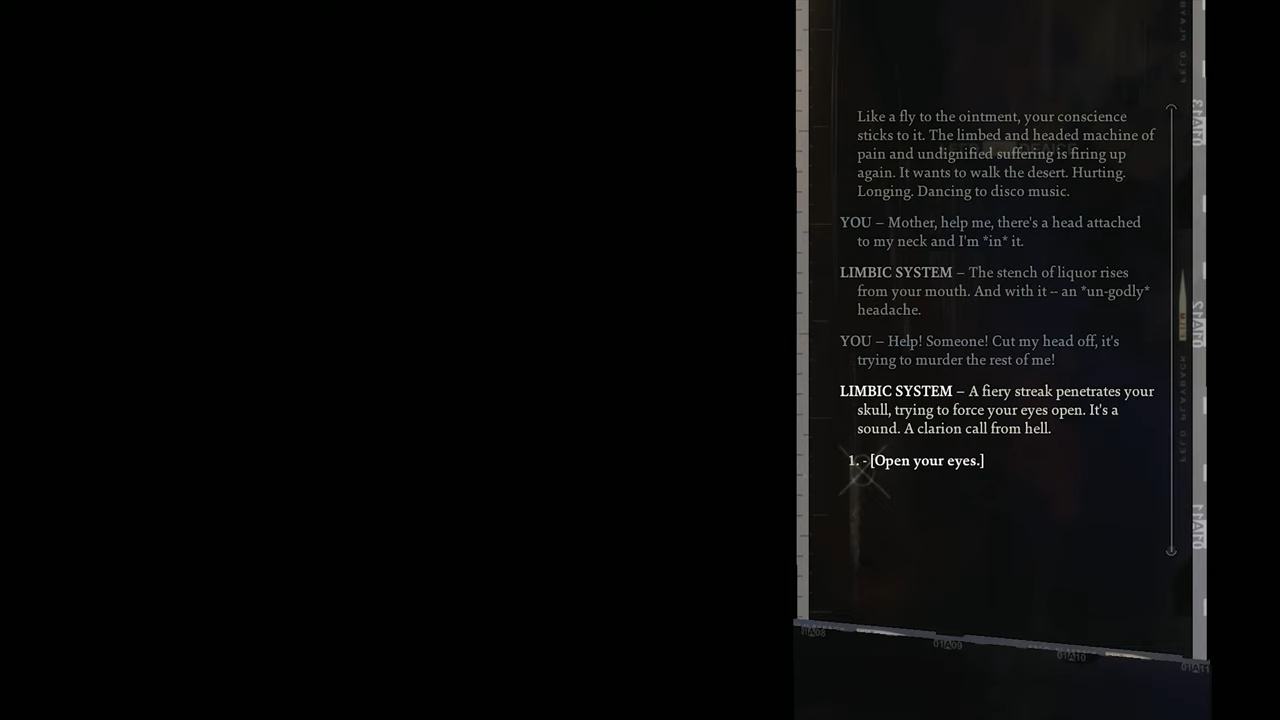 Like a fly to the ointment, your conscience
sticks to it. The limbed and headed machine of
pain and undignified suffering is firing up
again. It wants to walk the desert. Hurting.
Longing. Dancing to disco music.
YOU – Mother, help me, there's a head attached
to my neck and I'm *in* it.
LIMBIC SYSTEM – The stench of liquor rises
from your mouth. And with it -- an *un-godly*
headache.
YOU – Help! Someone! Cut my head off, it's
trying to murder the rest of me!
LIMBIC SYSTEM – A fiery streak penetrates your
skull, trying to force your eyes open. It's a
sound. A clarion call from hell.
1. - [Open your eyes.]
01A09
01A10